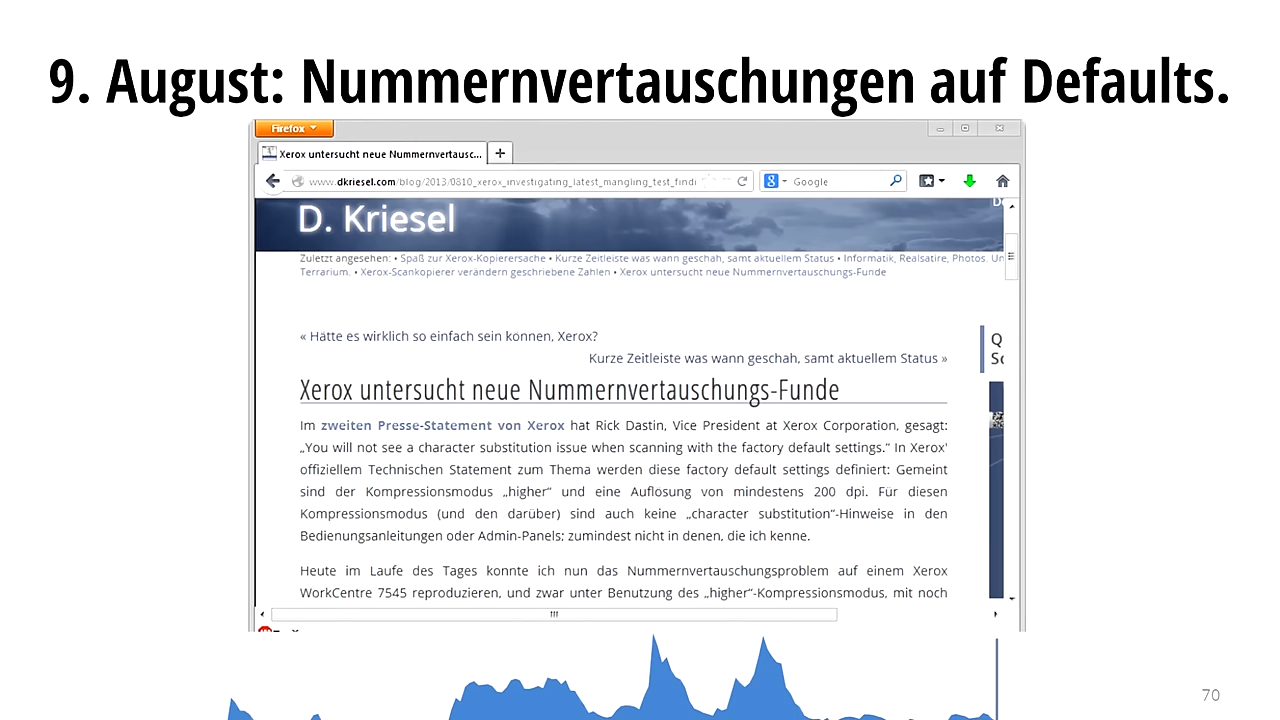 9. August: Nummernvertauschungen auf Defaults.
Firefox
Xerox untersucht neue Nummernvertausc...
www.dkriesel.com/blog/2013/0810_xerox_investigating_latest_mangling_test_findi
Google
D. Kriesel
Zuletzt angesehen: • Spaß zur Xerox-Kopierersache • Kurze Zeitleiste was wann geschah, samt aktuellem Status • Informatik, Realsatire, Photos. Un
Terrarium. • Xerox-Scankopierer verändern geschriebene Zahlen • Xerox untersucht neue Nummernvertauschungs-Funde
« Hätte es wirklich so einfach sein können, Xerox?
Kurze Zeitleiste was wann geschah, samt aktuellem Status »
Xerox untersucht neue Nummernvertauschungs-Funde
Im zweiten Presse-Statement von Xerox hat Rick Dastin, Vice President at Xerox Corporation, gesagt:
„You will not see a character substitution issue when scanning with the factory default settings.“ In Xerox'
offiziellem Technischen Statement zum Thema werden diese factory default settings definiert: Gemeint
sind der Kompressionsmodus „higher“ und eine Auflösung von mindestens 200 dpi. Für diesen
Kompressionsmodus (und den darüber) sind auch keine „character substitution“-Hinweise in den
Bedienungsanleitungen oder Admin-Panels; zumindest nicht in denen, die ich kenne.
Heute im Laufe des Tages konnte ich nun das Nummernvertauschungsproblem auf einem Xerox
WorkCentre 7545 reproduzieren, und zwar unter Benutzung des „higher“-Kompressionsmodus, mit noch
70